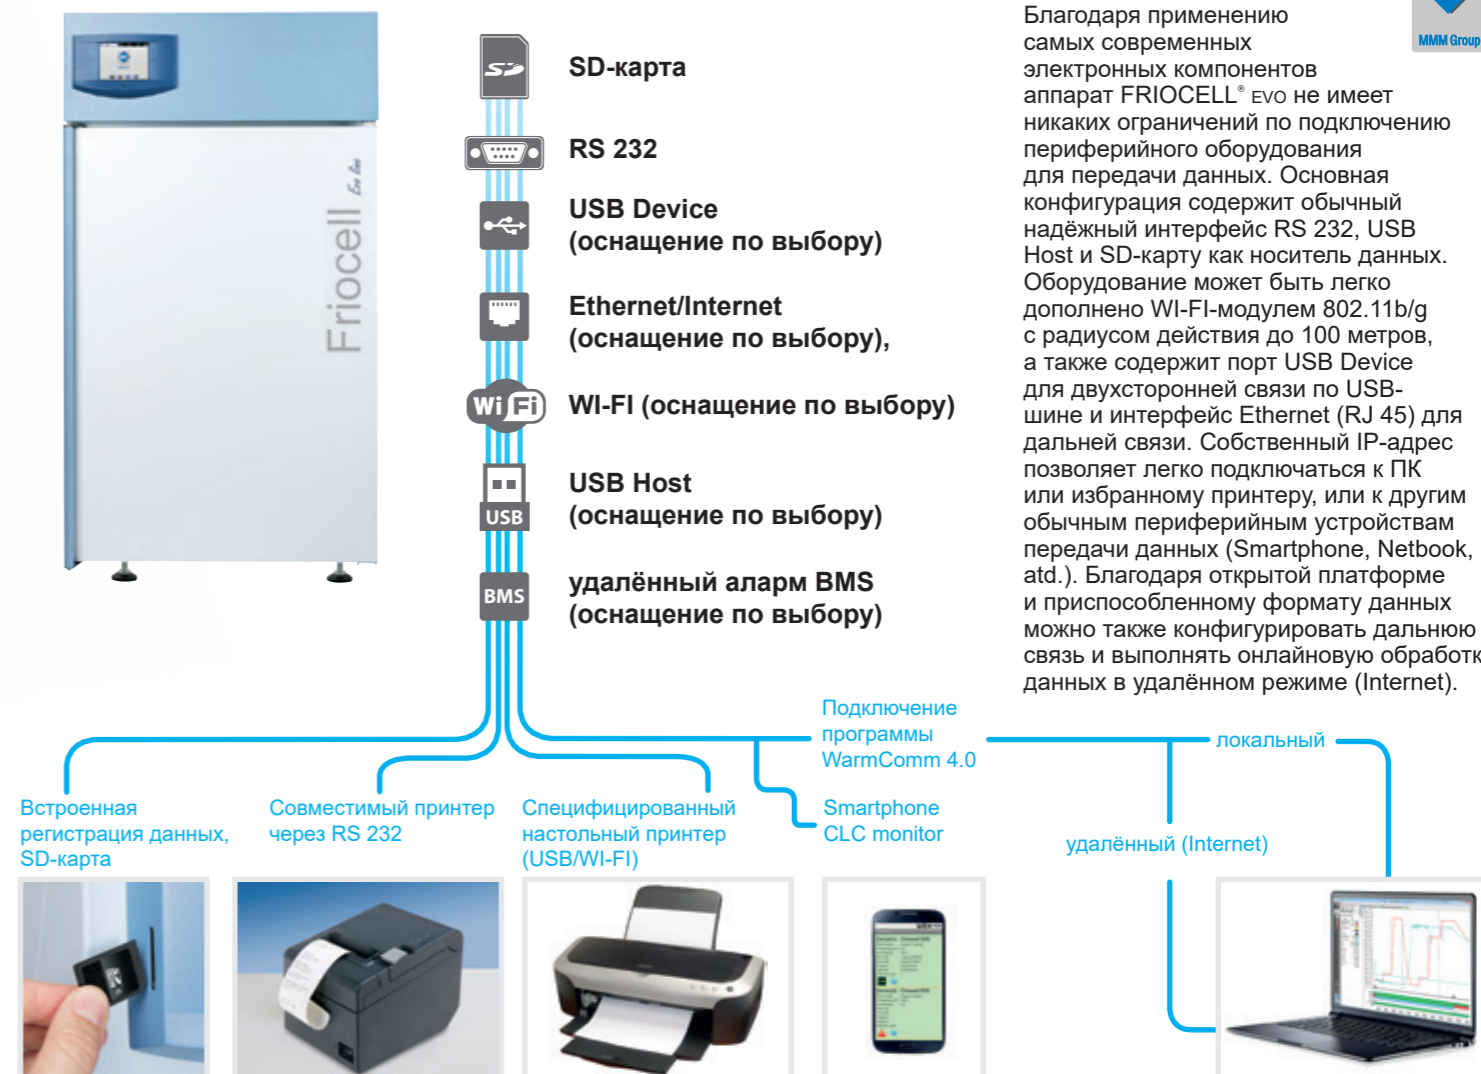 Благодаря применению
самых современных
электронных компонентов
аппарат FRIOCELL® EVO не имеет
никаких ограничений по подключению
периферийного оборудования
для передачи данных. Основная
конфигурация содержит обычный
надёжный интерфейс RS 232, USB
Host и SD-карту как носитель данных.
Оборудование может быть легко
дополнено WI-FI-модулем 802.11b/g
с радиусом действия до 100 метров,
а также содержит порт USB Device
для двухсторонней связи по USB-
шине и интерфейс Ethernet (RJ 45) для
дальней связи. Собственный IP-адрес
позволяет легко подключаться к ПК
или избранному принтеру, или к другим
обычным периферийным устройствам
передачи данных (Smartphone, Netbook,
atd.). Благодаря открытой платформе
и приспособленному формату данных
можно также конфигурировать дальнюю
связь и выполнять онлайновую обработк
данных в удалённом режиме (Internet).
MMM Group
Friocell Evo line
SD
SD-карта
RS 232
USB Device
(оснащение по выбору)
Ethernet/Internet
(оснащение по выбору),
Wi Fi
WI-FI (оснащение по выбору)
USB
USB Host
(оснащение по выбору)
BMS
удалённый аларм BMS
(оснащение по выбору)
Подключение
программы
WarmComm 4.0
локальный
Встроенная
регистрация данных,
SD-карта
Совместимый принтер
через RS 232
Специфицированный
настольный принтер
(USB/WI-FI)
Smartphone
CLC monitor
удалённый (Internet)